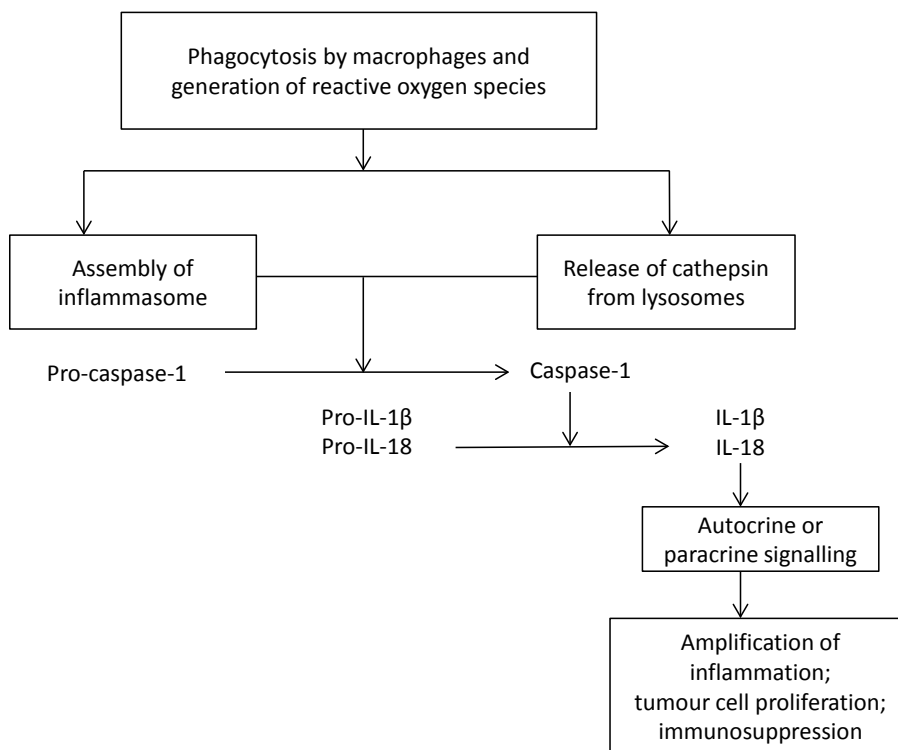 Phagocytosis by macrophages and
generation of reactive oxygen species
Assembly of
inflammasome
Release of cathepsin
from lysosomes
Pro-caspase-1
Caspase-1
Pro-IL-1β
Pro-IL-18
IL-1β
IL-18
Autocrine or
paracrine signalling
Amplification of
inflammation;
tumour cell proliferation;
immunosuppression